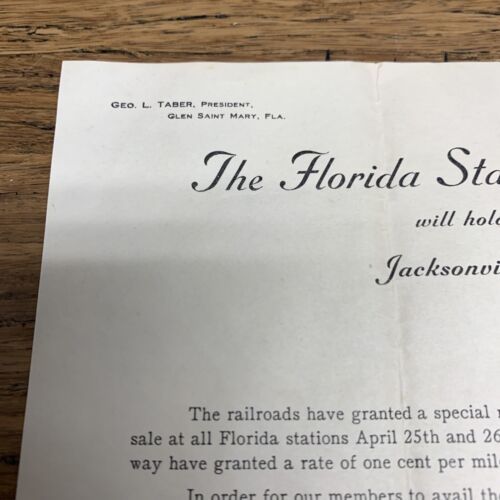 Geo. L. Taber, President,
Glen Saint Mary, Fla.
The Florida Sta
will hold
Jacksonvi
The railroads have granted a special
sale at all Florida stations April 25th and 26
way have granted a rate of one cent per mil
In order for our members to avail th